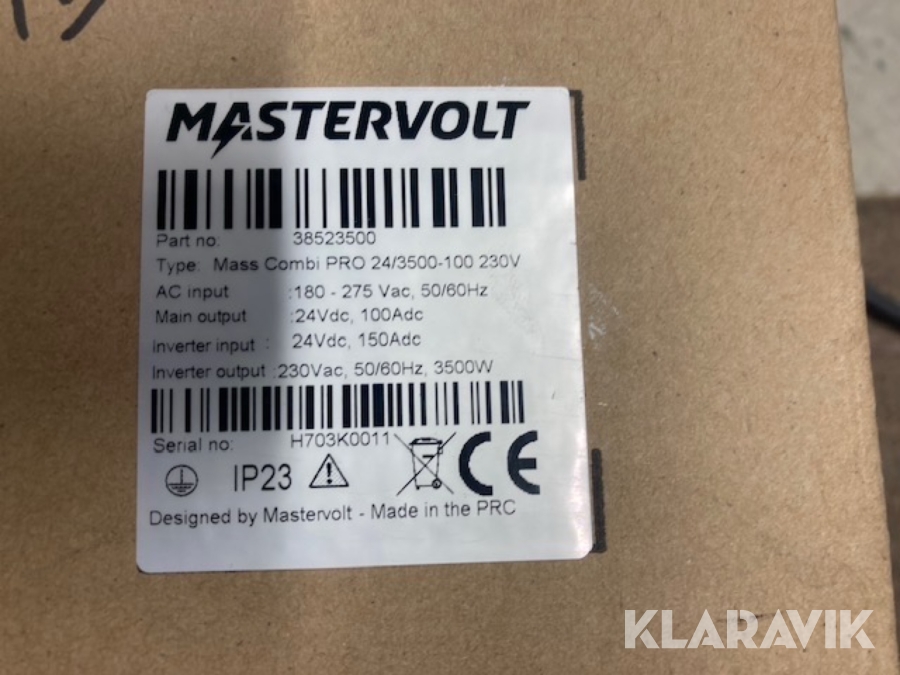 MASTERVOLT
Part no: 38523500
Type: Mass Combi PRO 24/3500-100 230V
AC input :180 - 275 Vac, 50/60Hz
Main output :24Vdc, 100Adc
Inverter input : 24Vdc, 150Adc
Inverter output :230Vac, 50/60Hz, 3500W
Serial no: H703K0011
IP23 CE
Designed by Mastervolt - Made in the PRC
KLARAVIK